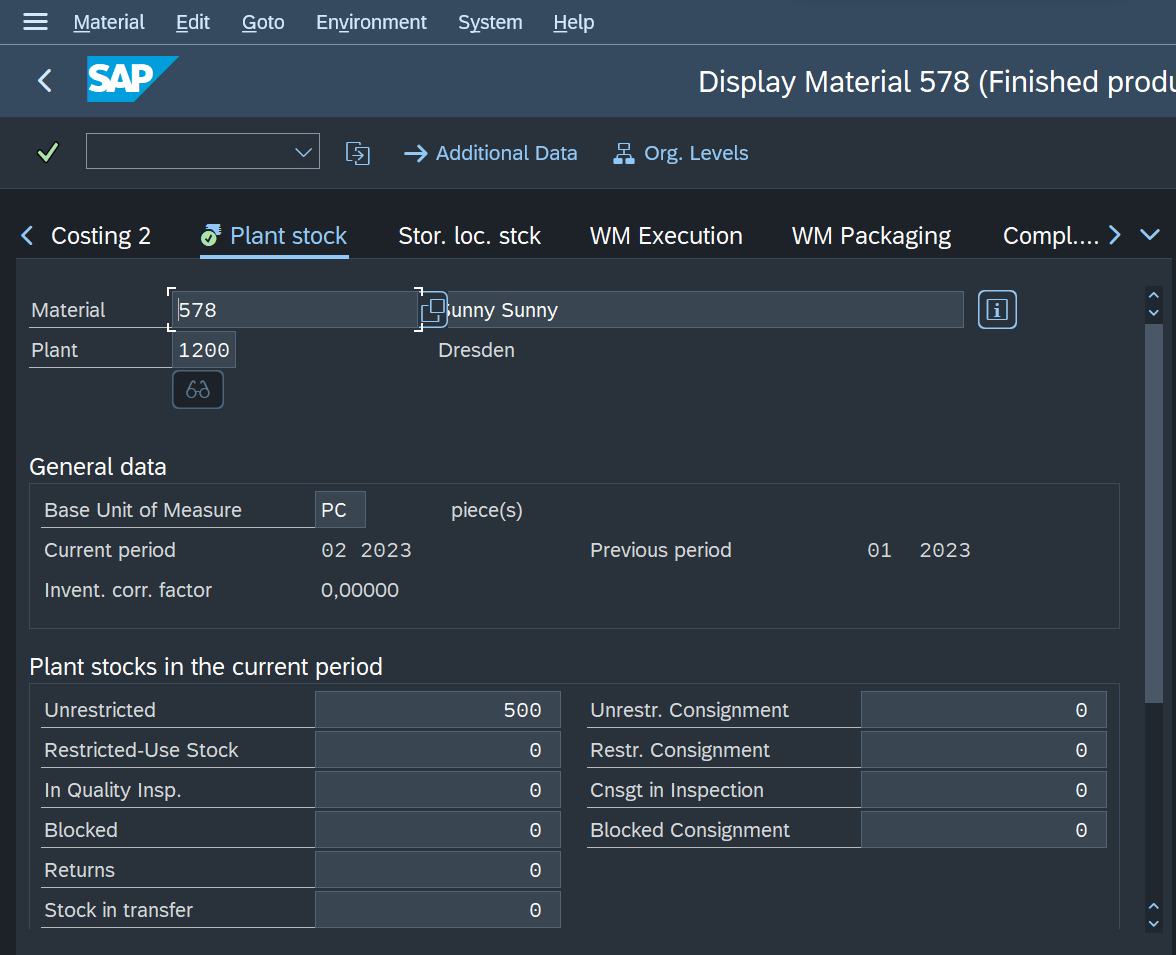 Material Edit Goto Environment System Help
SAP Display Material 578 (Finished produ
Additional Data Org. Levels
Costing 2 Plant stock Stor. loc. stck WM Execution WM Packaging Compl....
Material 578 Sunny Sunny
Plant 1200 Dresden
General data
Base Unit of Measure PC piece(s)
Current period 02 2023 Previous period 01 2023
Invent. corr. factor 0,00000
Plant stocks in the current period
Unrestricted 500 Unrestr. Consignment 0
Restricted-Use Stock 0 Restr. Consignment 0
In Quality Insp. 0 Cnsgt in Inspection 0
Blocked 0 Blocked Consignment 0
Returns 0
Stock in transfer 0